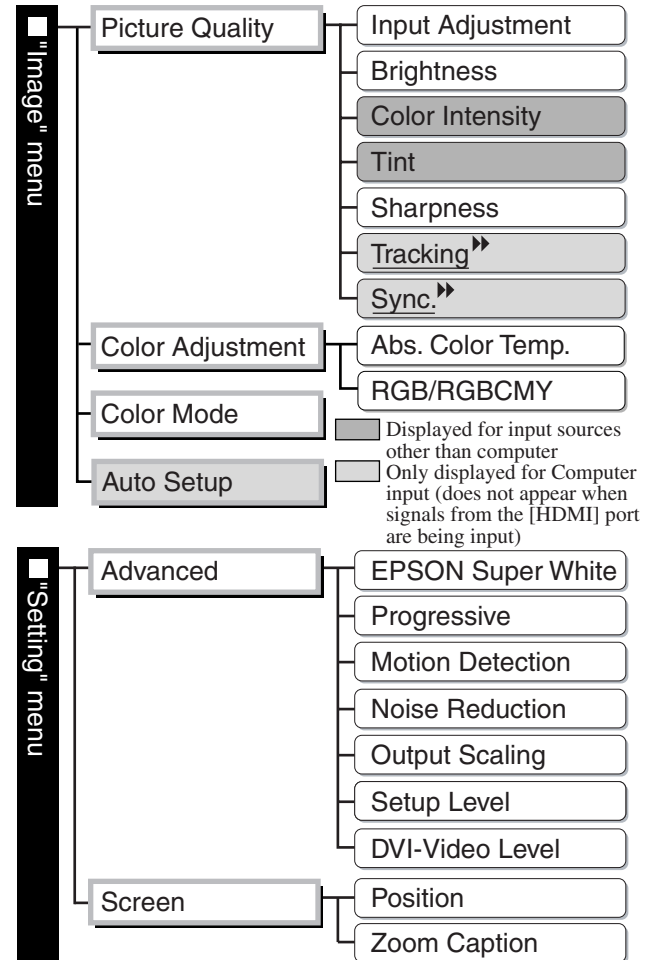 "Image" menu
Picture Quality
Input Adjustment
Brightness
Color Intensity
Tint
Sharpness
Tracking
Sync.
Color Adjustment
Abs. Color Temp.
RGB/RGBCMY
Color Mode
Auto Setup
Displayed for input sources
other than computer
Only displayed for Computer
input (does not appear when
signals from the [HDMI] port
are being input)
"Setting" menu
Advanced
EPSON Super White
Progressive
Motion Detection
Noise Reduction
Output Scaling
Setup Level
DVI-Video Level
Screen
Position
Zoom Caption